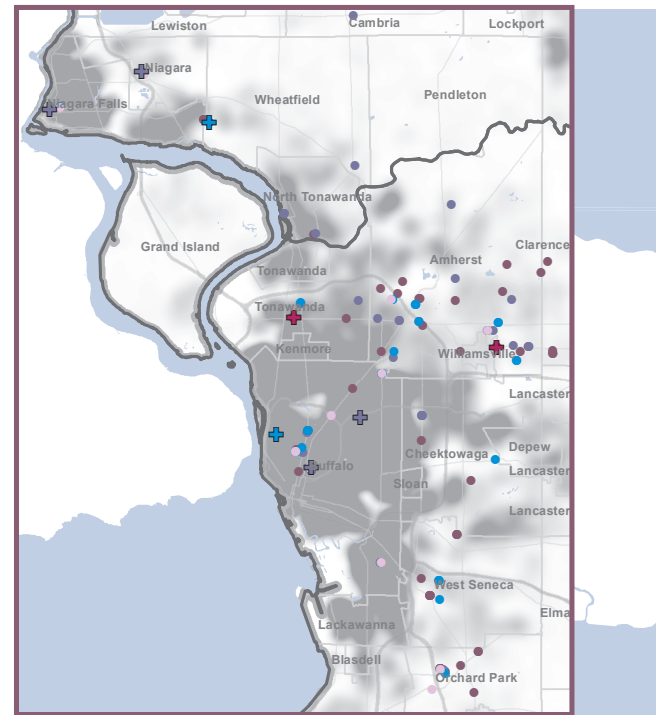 Lewiston
Cambria
Lockport
Niagara
Niagara Falls
Wheatfield
Pendleton
North Tonawanda
Grand Island
Clarence
Amherst
Tonawanda
Tonawanda
Kenmore
Williamsville
Lancaster
Depew
Cheektowaga
Buffalo
Lancaster
Sloan
Lancaster
West Seneca
Elma
Lackawanna
Blasdell
Orchard Park